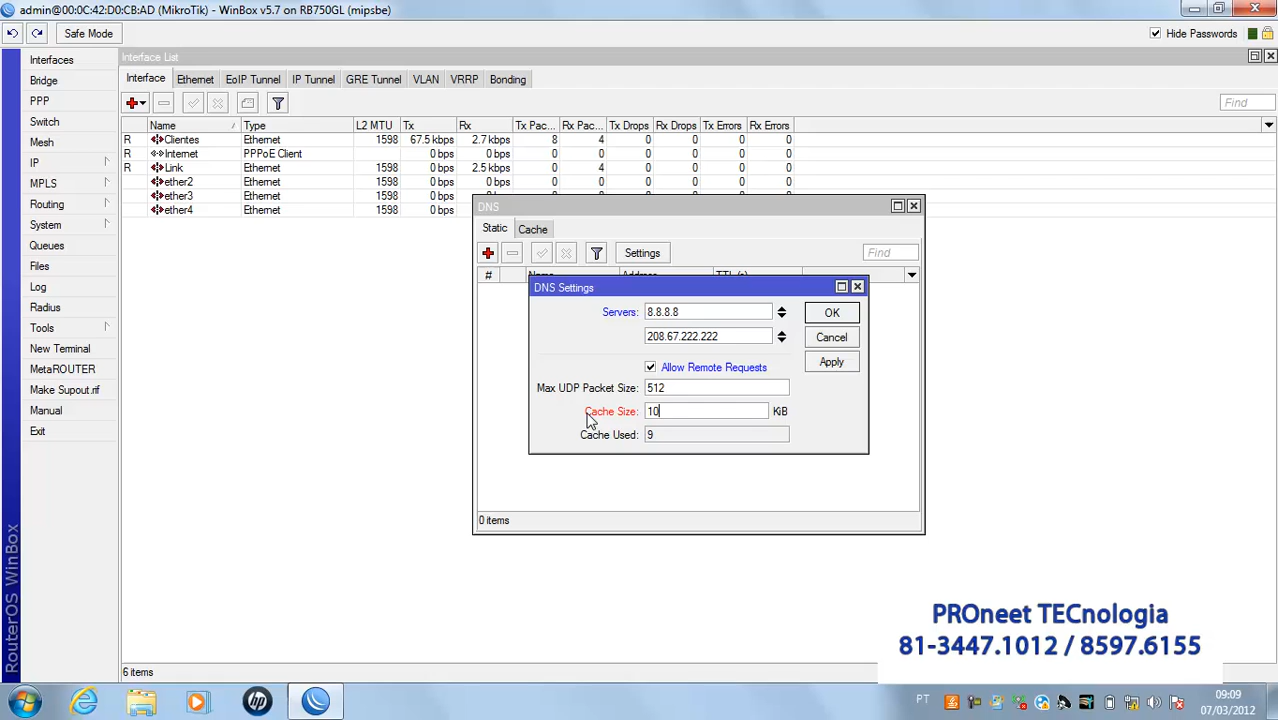 admin@00:0C:42:D0:CB:AD (MikroTik) - WinBox v5.7 on RB750GL (mipsbe)
Safe Mode
Hide Passwords
Interfaces
Bridge
PPP
Switch
Mesh
IP
MPLS
Routing
System
Queues
Files
Log
Radius
Tools
New Terminal
MetaROUTER
Make Supout.rif
Manual
Exit
RouterOS WinBox
Interface List
Interface Ethernet EoIP Tunnel IP Tunnel GRE Tunnel VLAN VRRP Bonding
Find
Name Type L2 MTU Tx Rx Tx Pac... Rx Pac... Tx Drops Rx Drops Tx Errors Rx Errors
R Clientes Ethernet 1598 67.5 kbps 2.7 kbps 8 4 0 0 0 0
R Internet PPPoE Client 0 bps 0 bps 0 0 0 0 0 0
R Link Ethernet 1598 0 bps 2.5 kbps 0 4 0 0 0 0
ether2 Ethernet 1598 0 bps 0 bps 0 0 0 0 0 0
ether3 Ethernet 1598 0 bps
ether4 Ethernet 1598 0 bps
DNS
Static Cache
Settings
Find
#
DNS Settings
Servers: 8.8.8.8
208.67.222.222
Allow Remote Requests
Max UDP Packet Size: 512
Cache Size: 10 KiB
Cache Used: 9
OK
Cancel
Apply
0 items
6 items
PROneet TECnologia
81-3447.1012 / 8597.6155
PT
09:09
07/03/2012